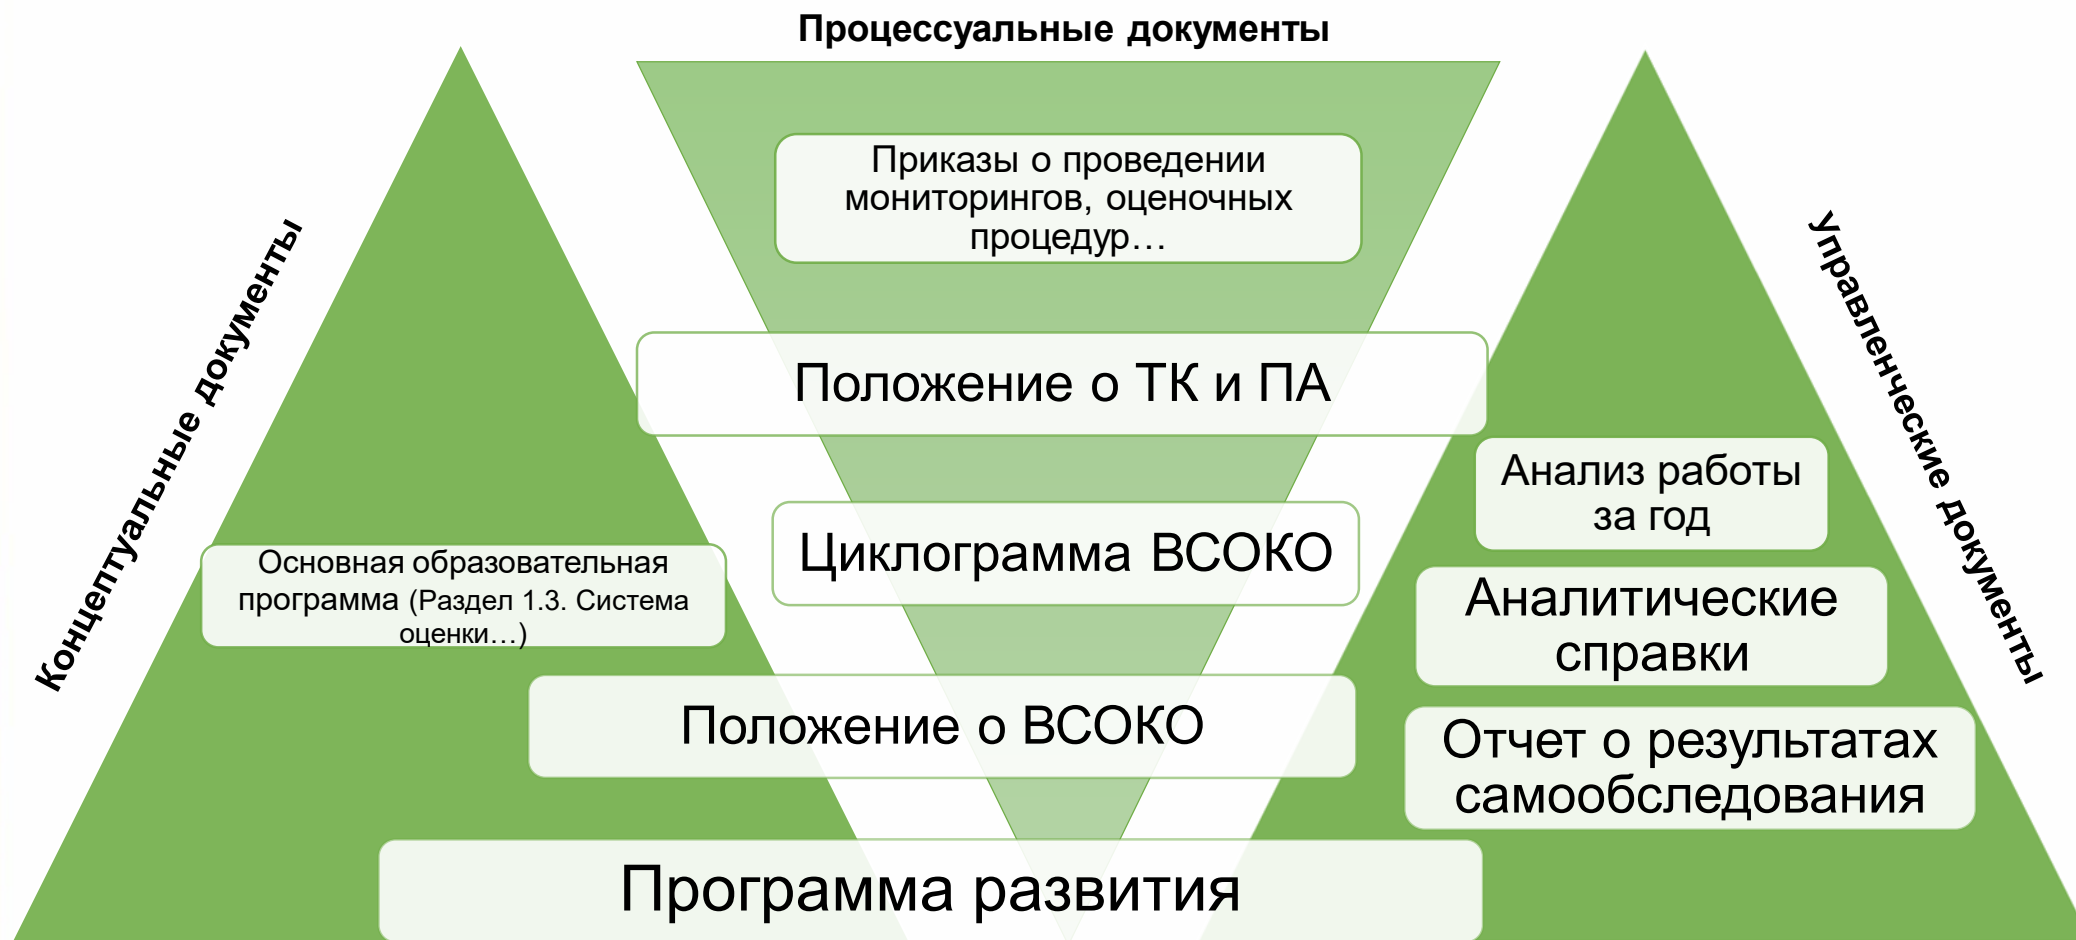 Процессуальные документы
Концептуальные документы
Управленческие документы
Приказы о проведении
мониторингов, оценочных
процедур…
Положение о ТК и ПА
Циклограмма ВСОКО
Основная образовательная
программа (Раздел 1.3. Система
оценки…)
Положение о ВСОКО
Программа развития
Анализ работы
за год
Аналитические
справки
Отчет о результатах
самообследования